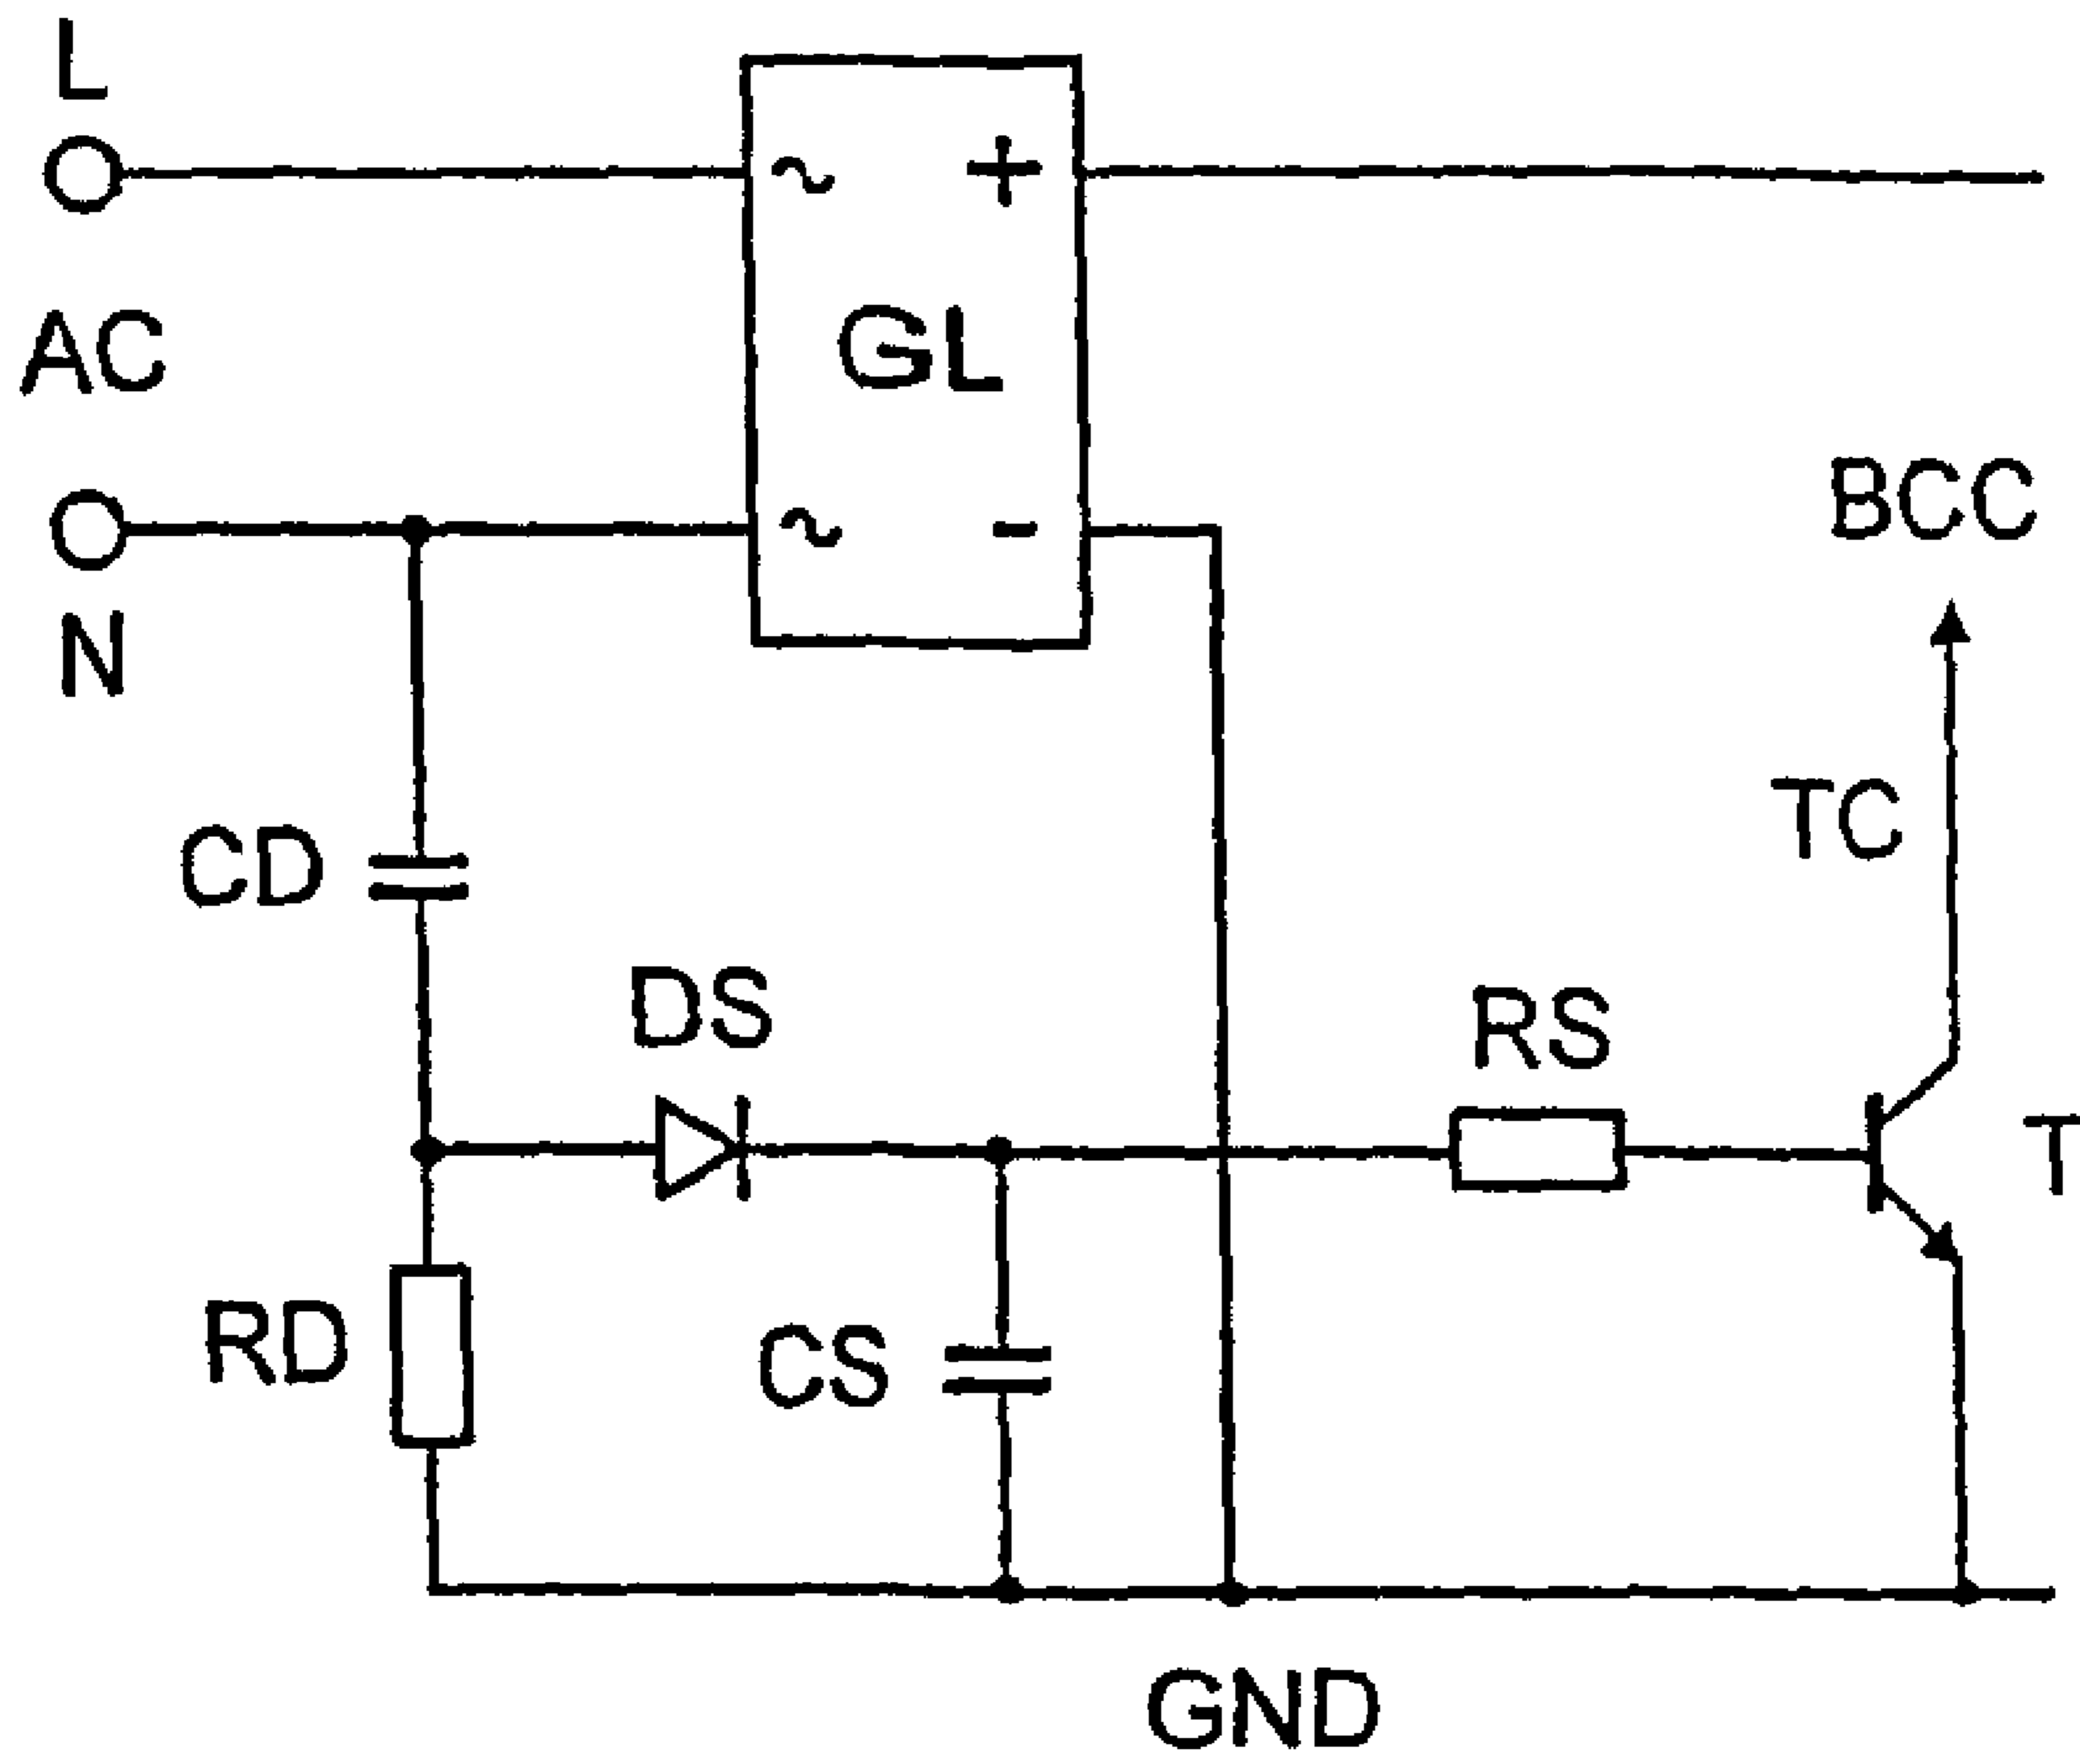 L
~ +
AC
GL
BCC
~ -
N
TC
CD
DS
RS
T
RD
CS
GND